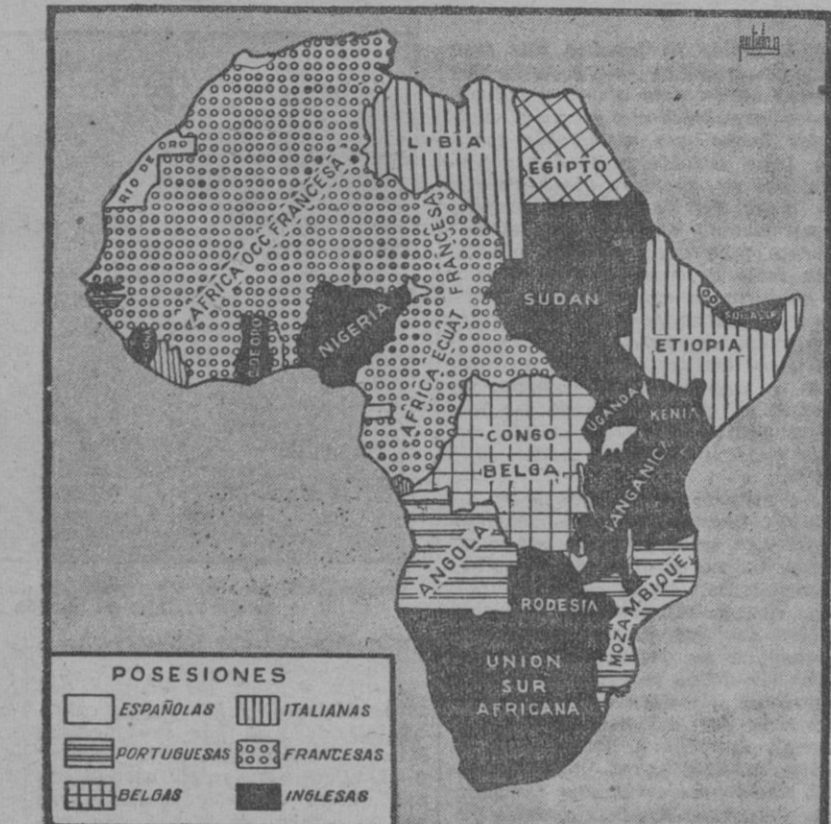 LIBIA
EGIPTO
RIO DE ORO
AFRICA OCC FRANCESA
AFRICA ECUAT FRANCESA
SUDAN
NIGERIA
ETIOPIA
UGANDA
KENIA
CONGO
BELGA
TANGANICA
ANGOLA
RODESIA
MOZAMBIQUE
UNION
SUR
AFRICANA
POSESIONES
ESPAÑOLAS
ITALIANAS
PORTUGUESAS
FRANCESAS
BELGAS
INGLESAS